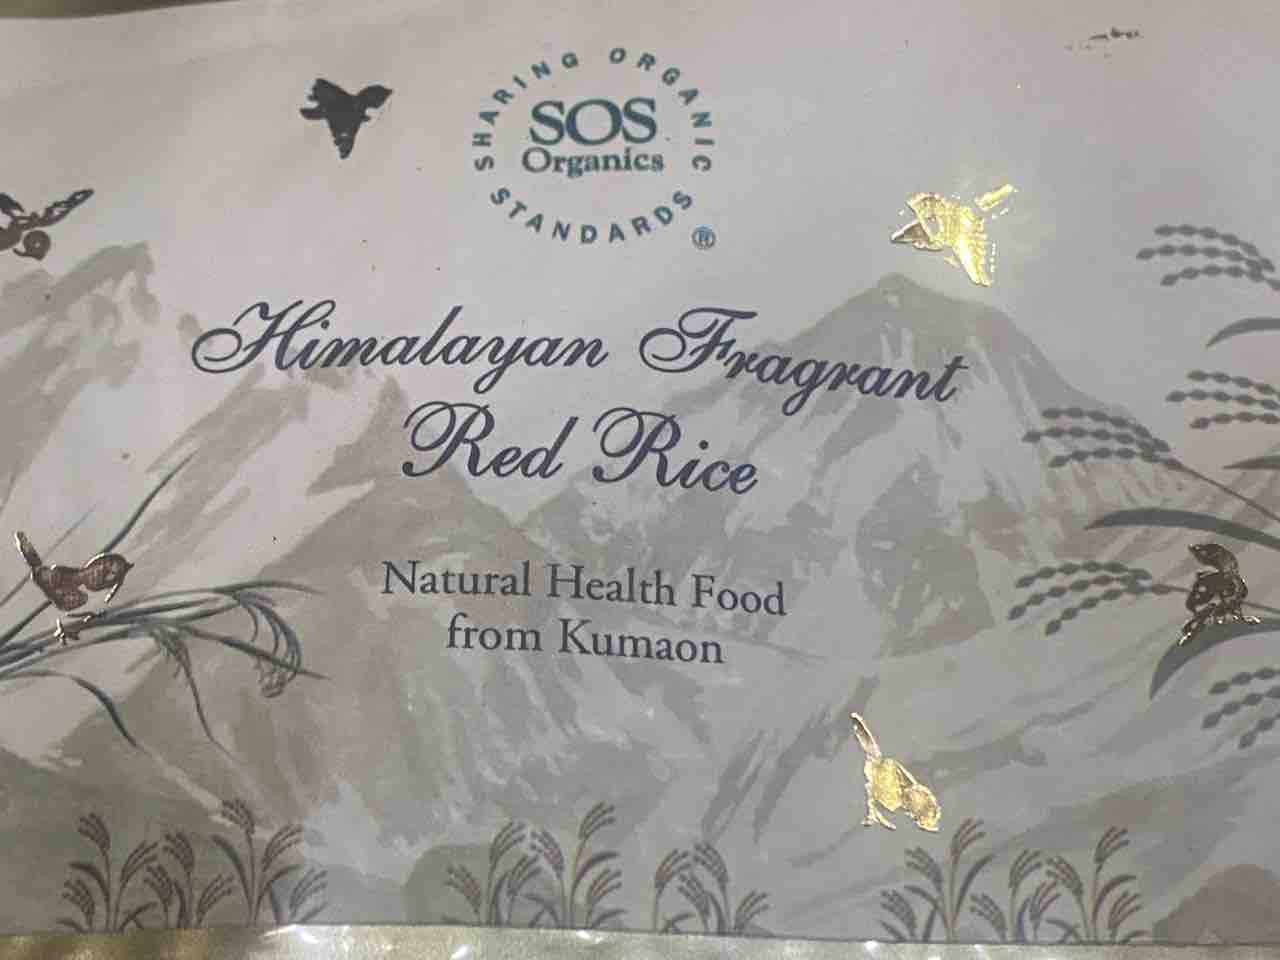 SHARING ORGANIC STANDARDS
SOS
Organics
®
Himalayan Fragrant
Red Rice
Natural Health Food
from Kumaon